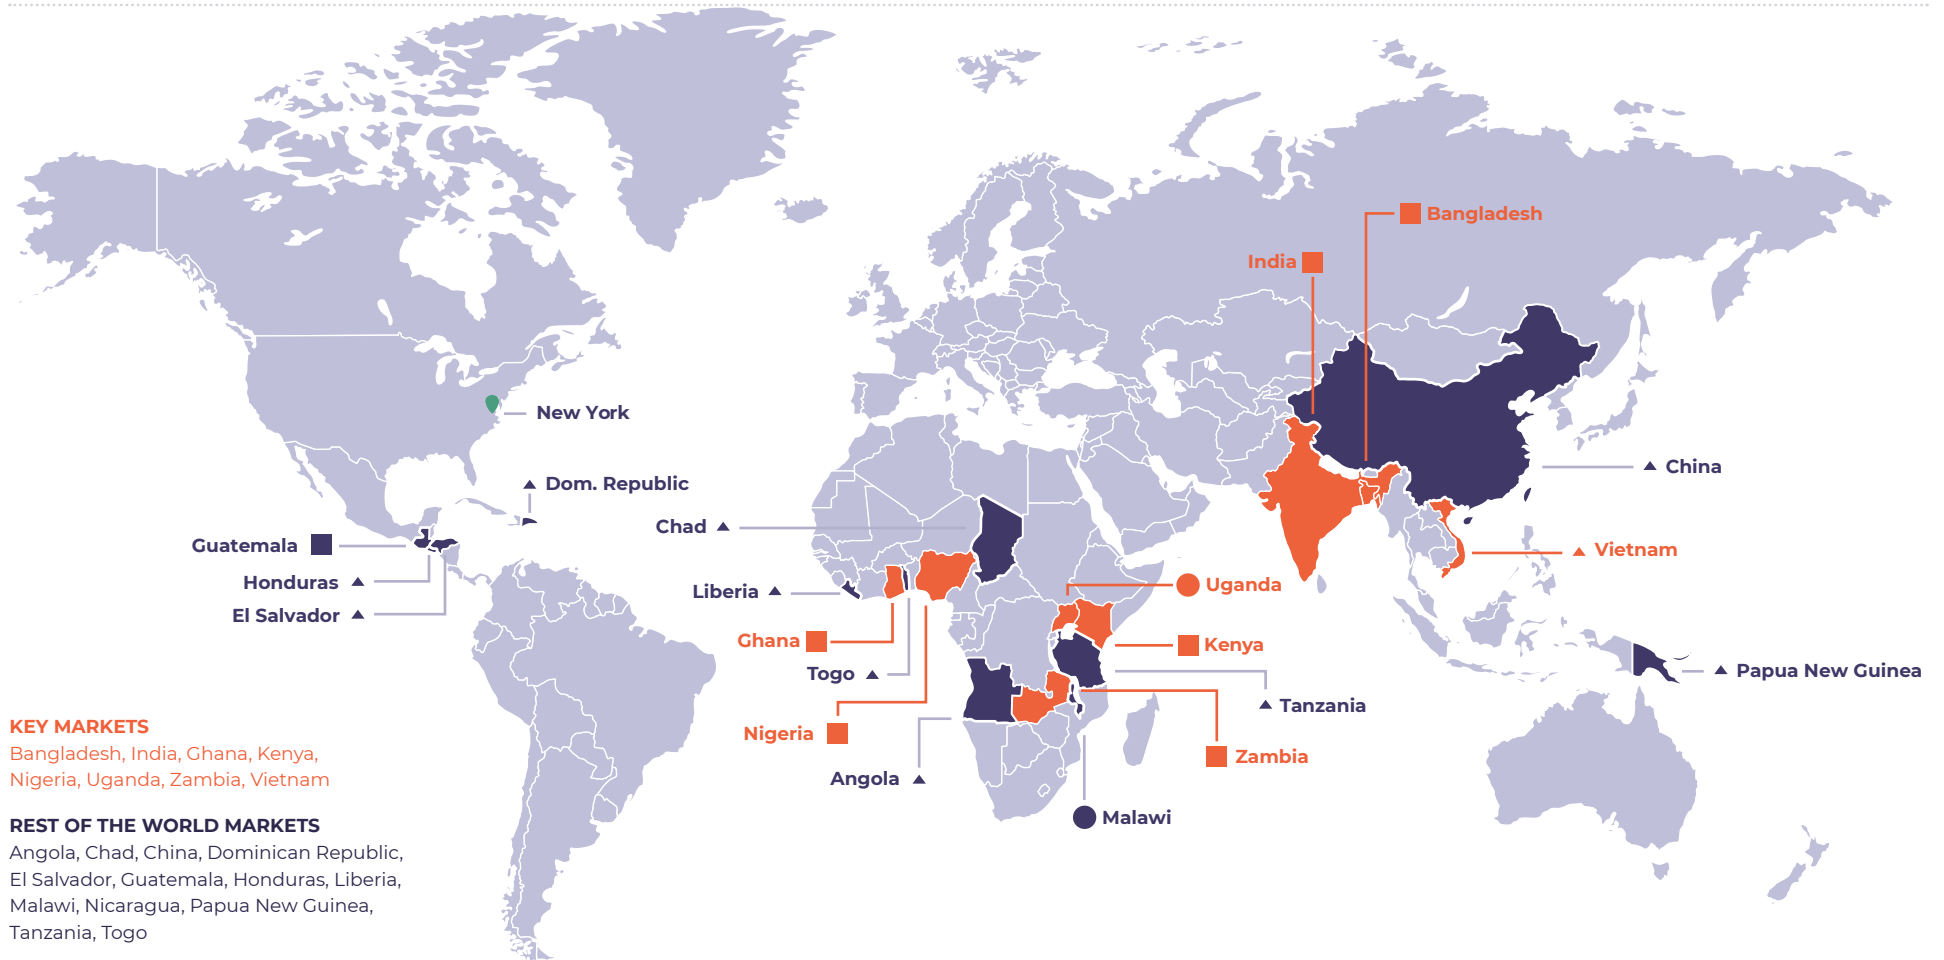 Bangladesh
India
New York
Dom. Republic
China
Chad
Guatemala
Vietnam
Honduras
Uganda
Liberia
El Salvador
Ghana
Kenya
Togo
Papua New Guinea
Tanzania
Nigeria
Zambia
Angola
Malawi
KEY MARKETS
Bangladesh, India, Ghana, Kenya,
Nigeria, Uganda, Zambia, Vietnam
REST OF THE WORLD MARKETS
Angola, Chad, China, Dominican Republic,
El Salvador, Guatemala, Honduras, Liberia,
Malawi, Nicaragua, Papua New Guinea,
Tanzania, Togo